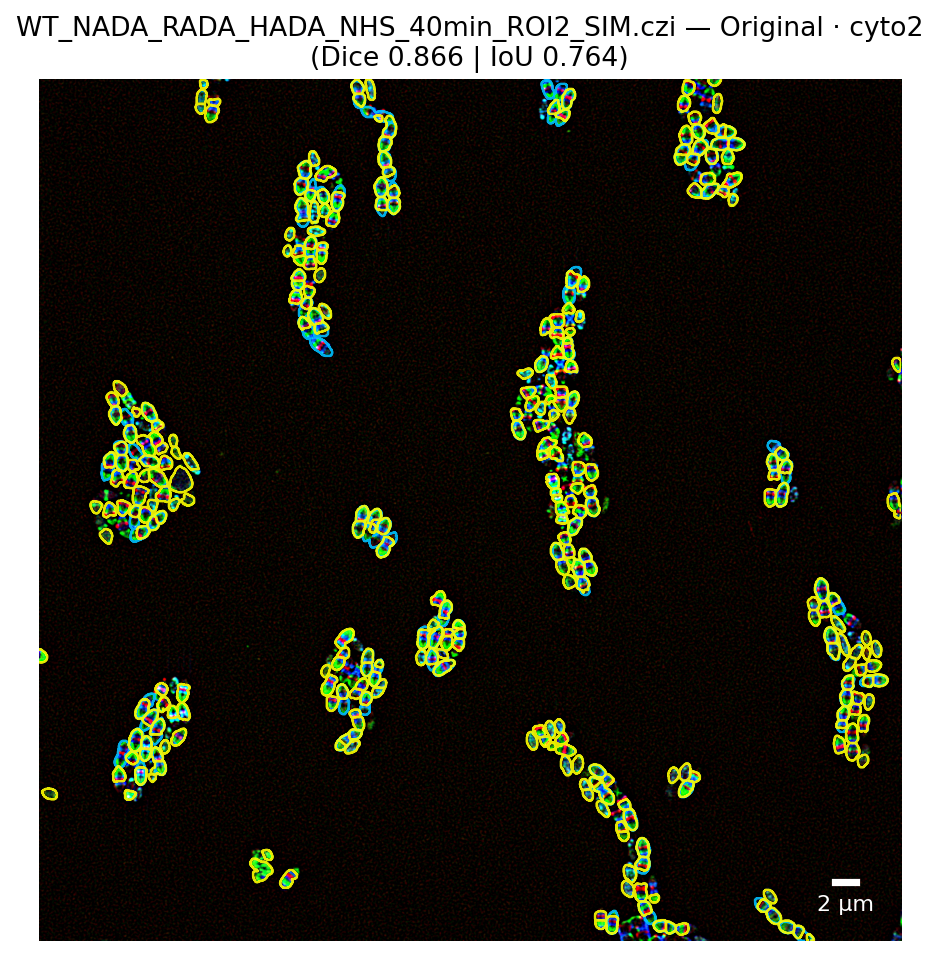 WT_NADA_RADA_HADA_NHS_40min_ROI2_SIM.czi — Original · cyto2
(Dice 0.866 | IoU 0.764)
2 μm